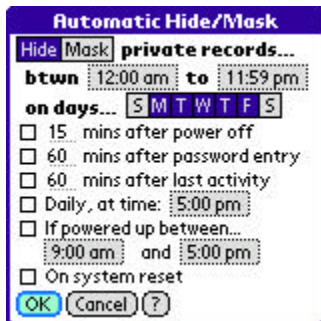 Automatic Hide/Mask
Hide Mask private records...
btwn 12:00 am to 11:59 pm
on days... S M T W T F S
15 mins after power off
60 mins after password entry
60 mins after last activity
Daily, at time: 5:00 pm
If powered up between...
9:00 am and 5:00 pm
On system reset
OK Cancel ?